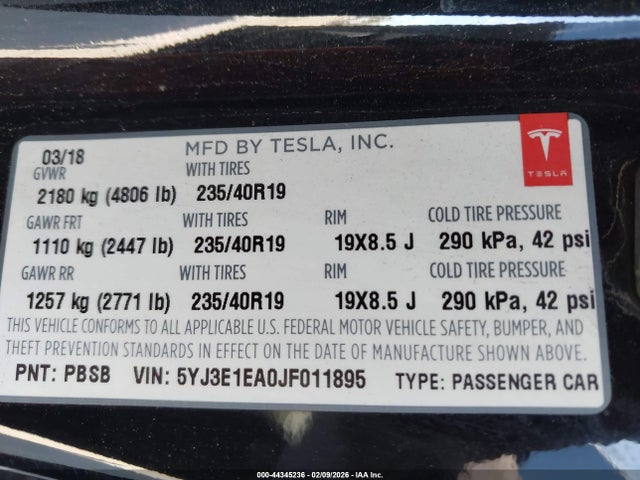 03/18 MFD BY TESLA, INC.
TESLA
GVWR WITH TIRES
2180 kg (4806 lb) 235/40R19
GAWR FRT WITH TIRES RIM COLD TIRE PRESSURE
1110 kg (2447 lb) 235/40R19 19X8.5 J 290 kPa, 42 psi
GAWR RR WITH TIRES RIM COLD TIRE PRESSURE
1257 kg (2771 lb) 235/40R19 19X8.5 J 290 kPa, 42 psi
THIS VEHICLE CONFORMS TO ALL APPLICABLE U.S. FEDERAL MOTOR VEHICLE SAFETY, BUMPER, AND
THEFT PREVENTION STANDARDS IN EFFECT ON THE DATE OF MANUFACTURE SHOWN ABOVE.
PNT: PBSB VIN: 5YJ3E1EA0JF011895 TYPE: PASSENGER CAR
000-44345236 - 02/09/2026 - IAA Inc.